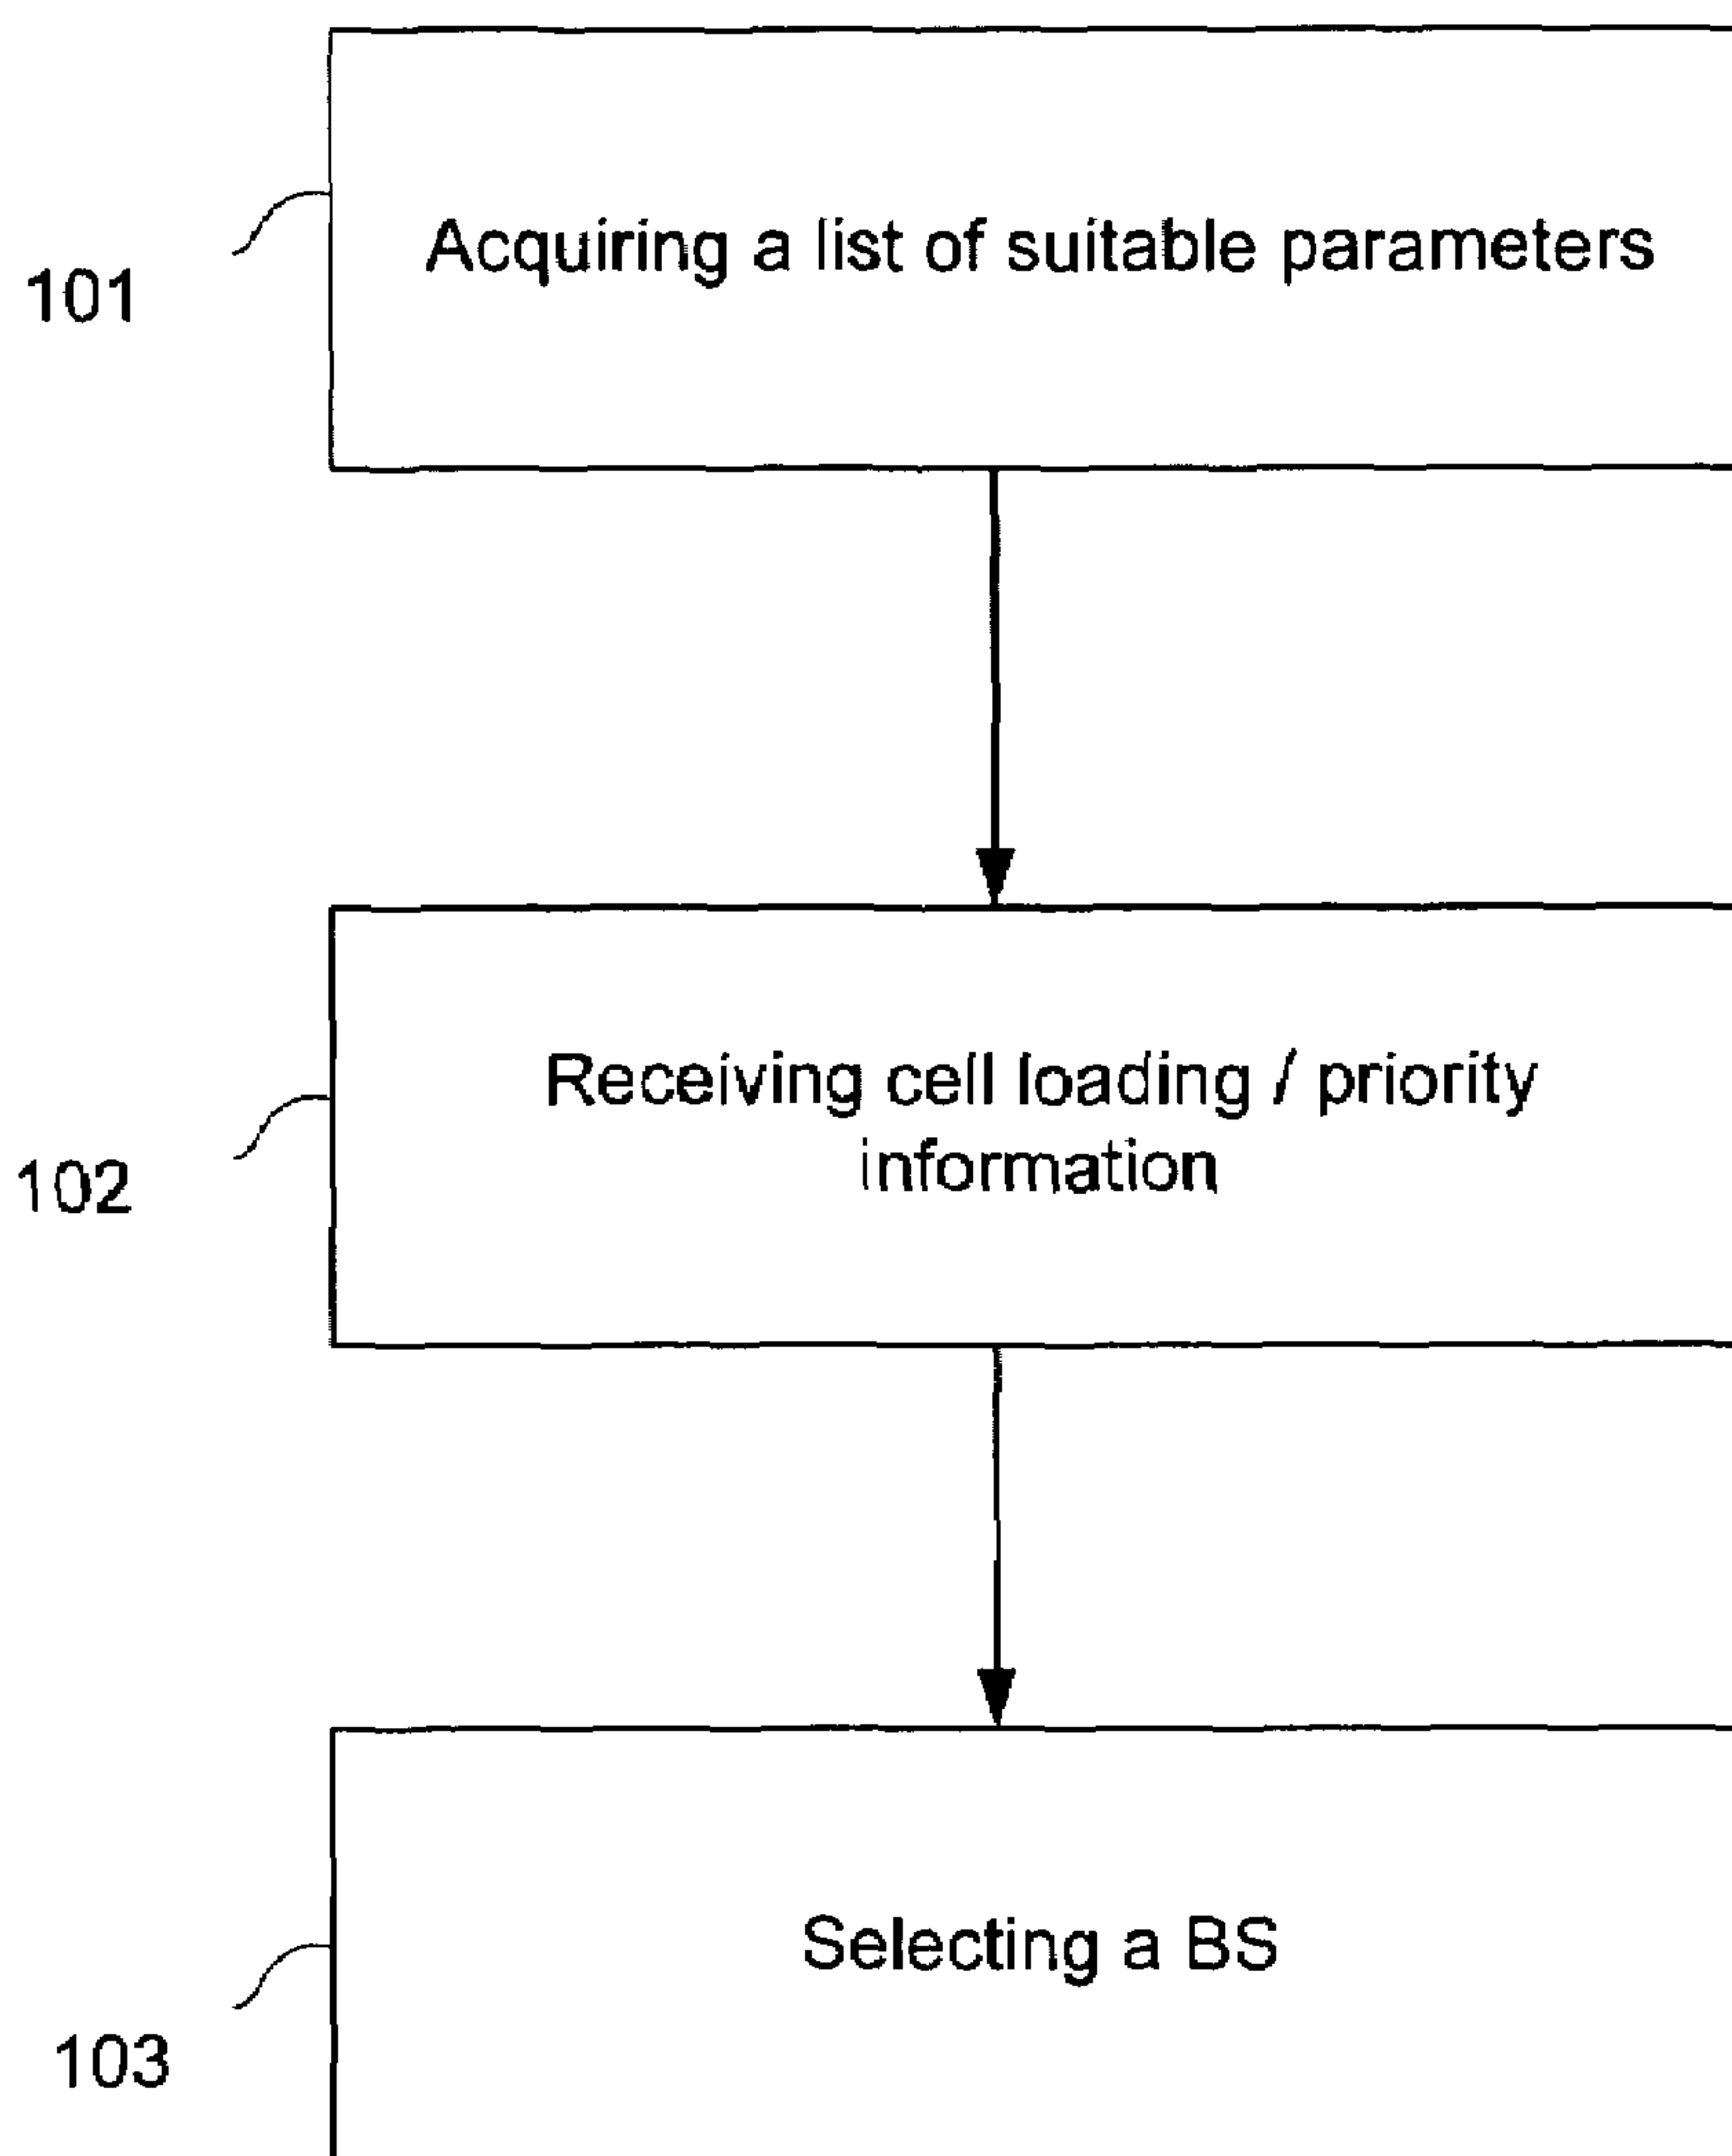 Acquiring a list of suitable parameters
101
Receiving cell loading / priority
information
102
Selecting a BS
103